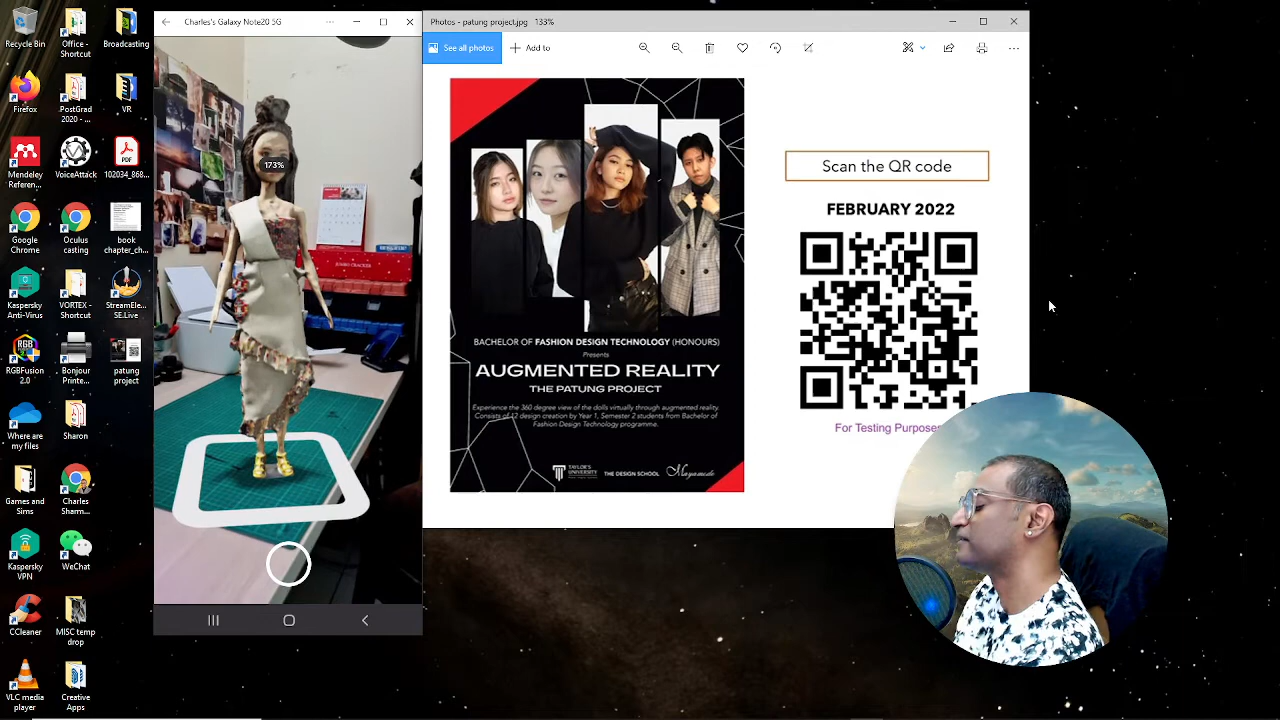 Recycle Bin
Office - Shortcut
Broadcasting
Firefox
.PostGrad 2020 - ...
VR
Mendeley Referen...
VoiceAttack
102034_868...
Google Chrome
Oculus casting
book chapter_ch...
Kaspersky Anti-Virus
VORTEX - Shortcut
StreamEle... SE.Live
RGBFusion 2.0
Bonjour Printe...
patung project
Where are my files
Sharon
Games and Sims
Charles Sharm...
Kaspersky VPN
WeChat
CCleaner
MISC temp drop
VLC media player
Creative Apps
Charles's Galaxy Note20 5G
173%
JUMBO CRACKER
Photos - patung project.jpg 133%
See all photos
Add to
BACHELOR OF FASHION DESIGN TECHNOLOGY (HONOURS)
Presents
AUGMENTED REALITY
THE PATUNG PROJECT
Experience the 360 degree view of the dolls virtually through augmented reality.
Consists of 12 design creation by Year 1, Semester 2 students from Bachelor of
Fashion Design Technology programme.
TAYLOR'S UNIVERSITY
THE DESIGN SCHOOL
Scan the QR code
FEBRUARY 2022
For Testing Purposes